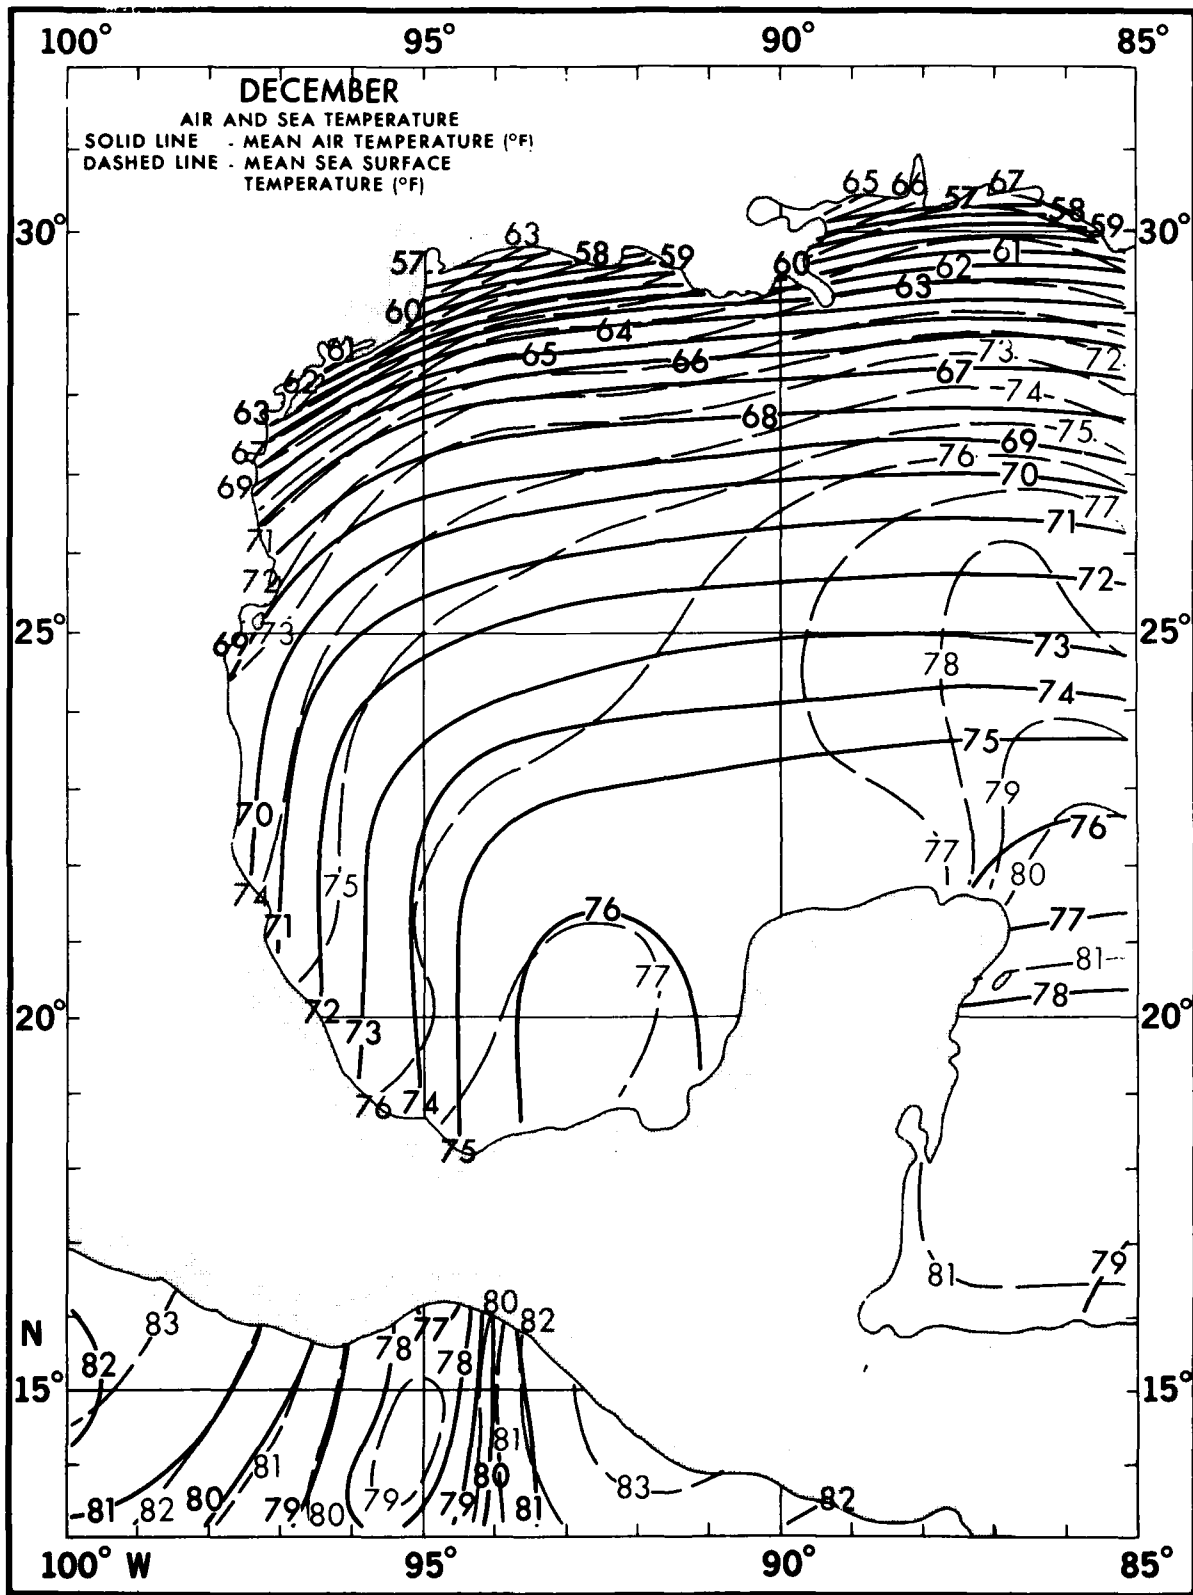 100° 95° 90° 85°
DECEMBER
AIR AND SEA TEMPERATURE
SOLID LINE - MEAN AIR TEMPERATURE (°F)
DASHED LINE - MEAN SEA SURFACE
TEMPERATURE (°F)
65 66 67
57 58
30° 59 30°
63
57 58 59 60 61
62
60 63
64
61 65 66 73 72
62 67
63 68 74
75
67 69
76
69 70
77
71 71
72 72
25° 73 25°
69 73
78
74
75
79
70 77 76
75 80
74
71 76 77
77 81
78
20° 72 73 20°
76 74
75
81 79
83 80 82
N 77
82 78 78
15° 15°
81 81
83
81 82 80 79 80 79 79 80 81 82
100° W 95° 90° 85°